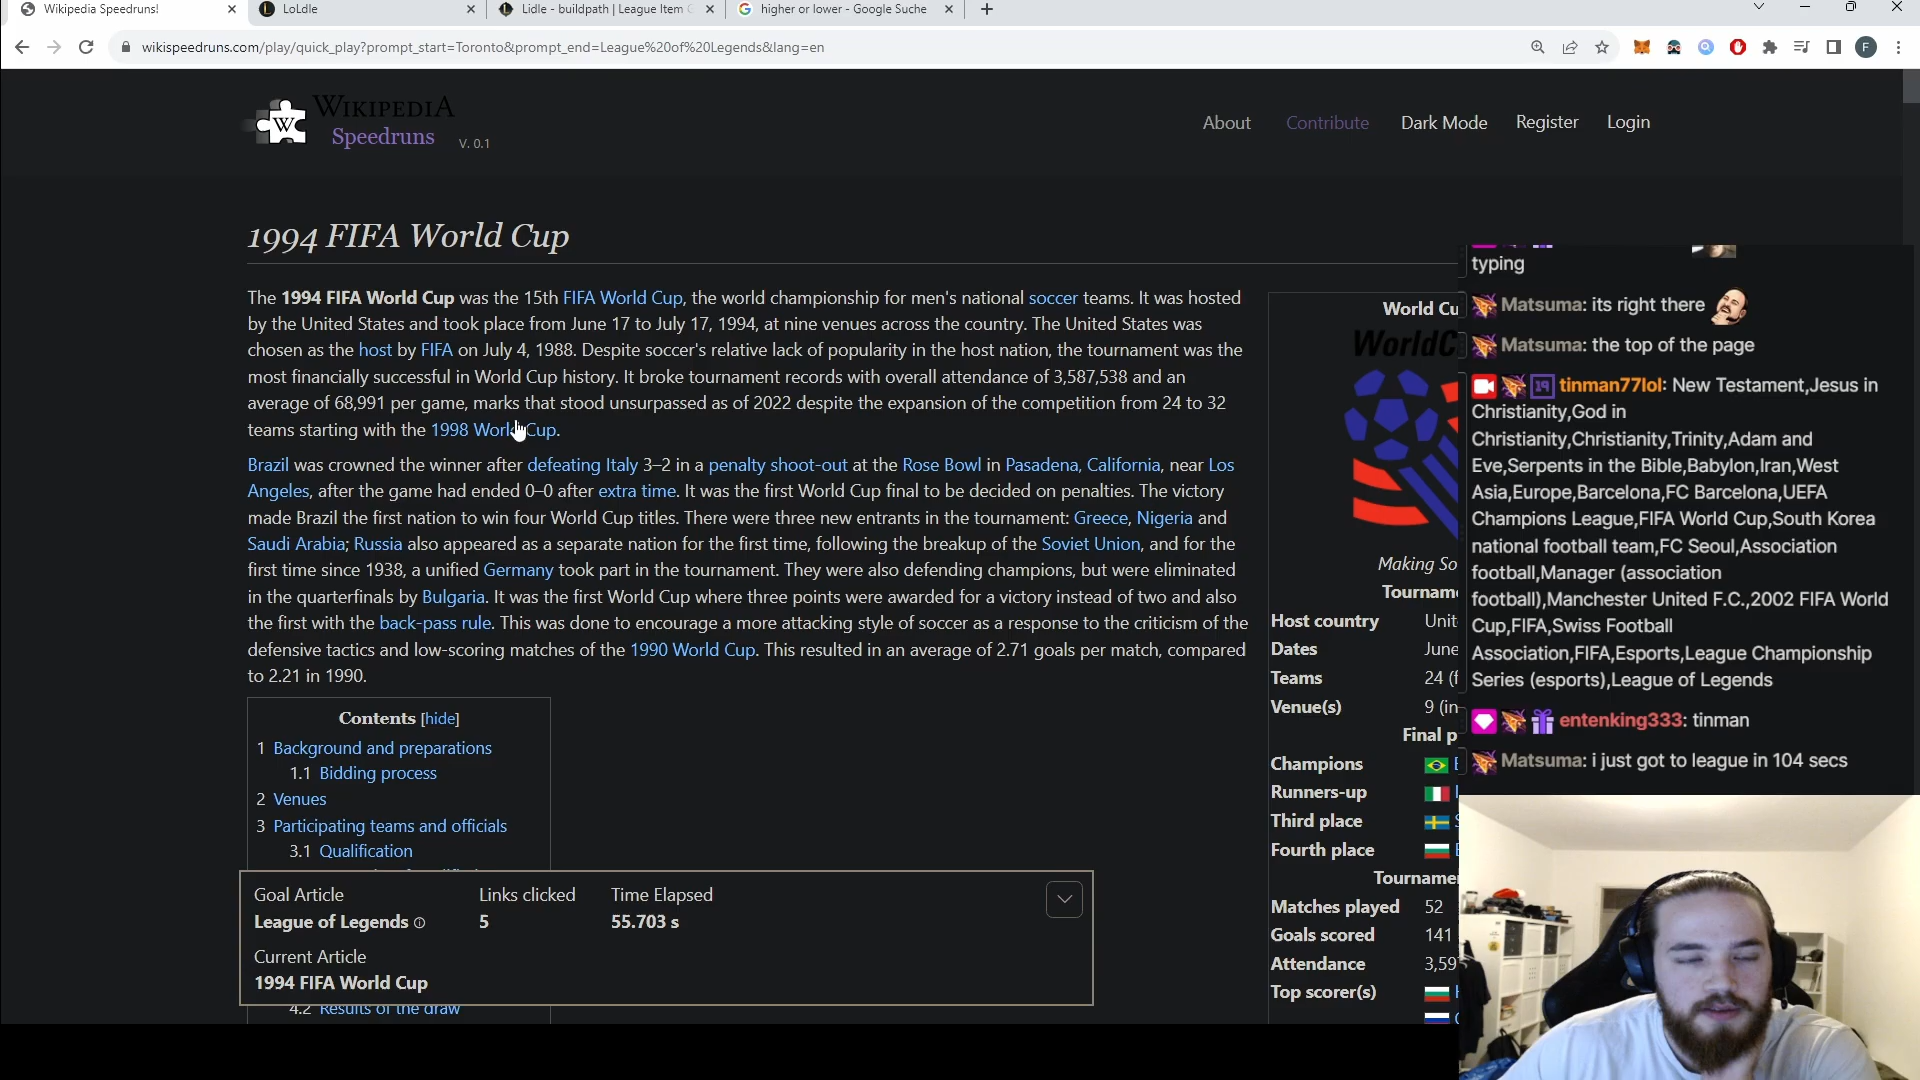 Wikipedia Speedruns!
LoLdle
Lidle - buildpath | League Item G
higher or lower - Google Suche
wikispeedruns.com/play/quick_play?prompt_start=Toronto&prompt_end=League%20of%20Legends&lang=en
F
WIKIPEDIA
W
Speedruns
V. 0.1
About
Contribute
Dark Mode
Register
Login
1994 FIFA World Cup
The 1994 FIFA World Cup was the 15th FIFA World Cup, the world championship for men's national soccer teams. It was hosted
by the United States and took place from June 17 to July 17, 1994, at nine venues across the country. The United States was
chosen as the host by FIFA on July 4, 1988. Despite soccer's relative lack of popularity in the host nation, the tournament was the
most financially successful in World Cup history. It broke tournament records with overall attendance of 3,587,538 and an
average of 68,991 per game, marks that stood unsurpassed as of 2022 despite the expansion of the competition from 24 to 32
teams starting with the 1998 World Cup.
Brazil was crowned the winner after defeating Italy 3–2 in a penalty shoot-out at the Rose Bowl in Pasadena, California, near Los
Angeles, after the game had ended 0–0 after extra time. It was the first World Cup final to be decided on penalties. The victory
made Brazil the first nation to win four World Cup titles. There were three new entrants in the tournament: Greece, Nigeria and
Saudi Arabia; Russia also appeared as a separate nation for the first time, following the breakup of the Soviet Union, and for the
first time since 1938, a unified Germany took part in the tournament. They were also defending champions, but were eliminated
in the quarterfinals by Bulgaria. It was the first World Cup where three points were awarded for a victory instead of two and also
the first with the back-pass rule. This was done to encourage a more attacking style of soccer as a response to the criticism of the
defensive tactics and low-scoring matches of the 1990 World Cup. This resulted in an average of 2.71 goals per match, compared
to 2.21 in 1990.
Contents [hide]
1 Background and preparations
1.1 Bidding process
2 Venues
3 Participating teams and officials
3.1 Qualification
4.2 Results of the draw
Goal Article
League of Legends
Links clicked
5
Time Elapsed
55.703 s
Current Article
1994 FIFA World Cup
World Cu
WorldC
Making So
Tournam
Host country Unit
Dates June
Teams 24 (f
Venue(s) 9 (in
Final p
Champions
Runners-up
Third place
Fourth place
Tourname
Matches played 52
Goals scored 141
Attendance 3,59
Top scorer(s)
typing
Matsuma: its right there
Matsuma: the top of the page
19 tinman77lol: New Testament,Jesus in
Christianity,God in
Christianity,Christianity,Trinity,Adam and
Eve,Serpents in the Bible,Babylon,Iran,West
Asia,Europe,Barcelona,FC Barcelona,UEFA
Champions League,FIFA World Cup,South Korea
national football team,FC Seoul,Association
football,Manager (association
football),Manchester United F.C.,2002 FIFA World
Cup,FIFA,Swiss Football
Association,FIFA,Esports,League Championship
Series (esports),League of Legends
entenking333: tinman
Matsuma: i just got to league in 104 secs